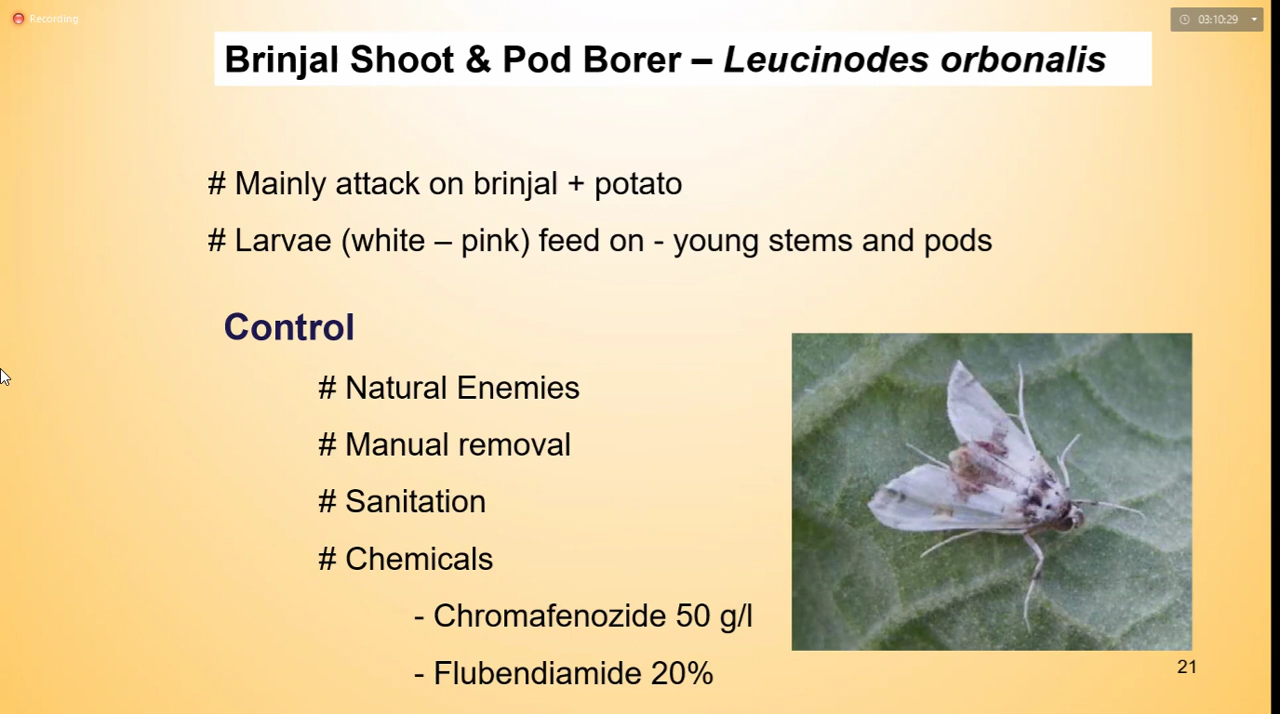 Recording
03:10:29
Brinjal Shoot & Pod Borer – Leucinodes orbonalis
# Mainly attack on brinjal + potato
# Larvae (white – pink) feed on - young stems and pods
Control
# Natural Enemies
# Manual removal
# Sanitation
# Chemicals
- Chromafenozide 50 g/l
- Flubendiamide 20%
21